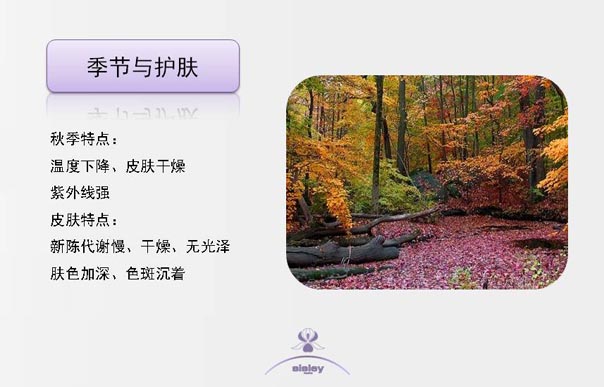 季节与护肤
秋季特点：
温度下降、皮肤干燥
紫外线强
皮肤特点：
新陈代谢慢、干燥、无光泽
肤色加深、色斑沉着
sisley